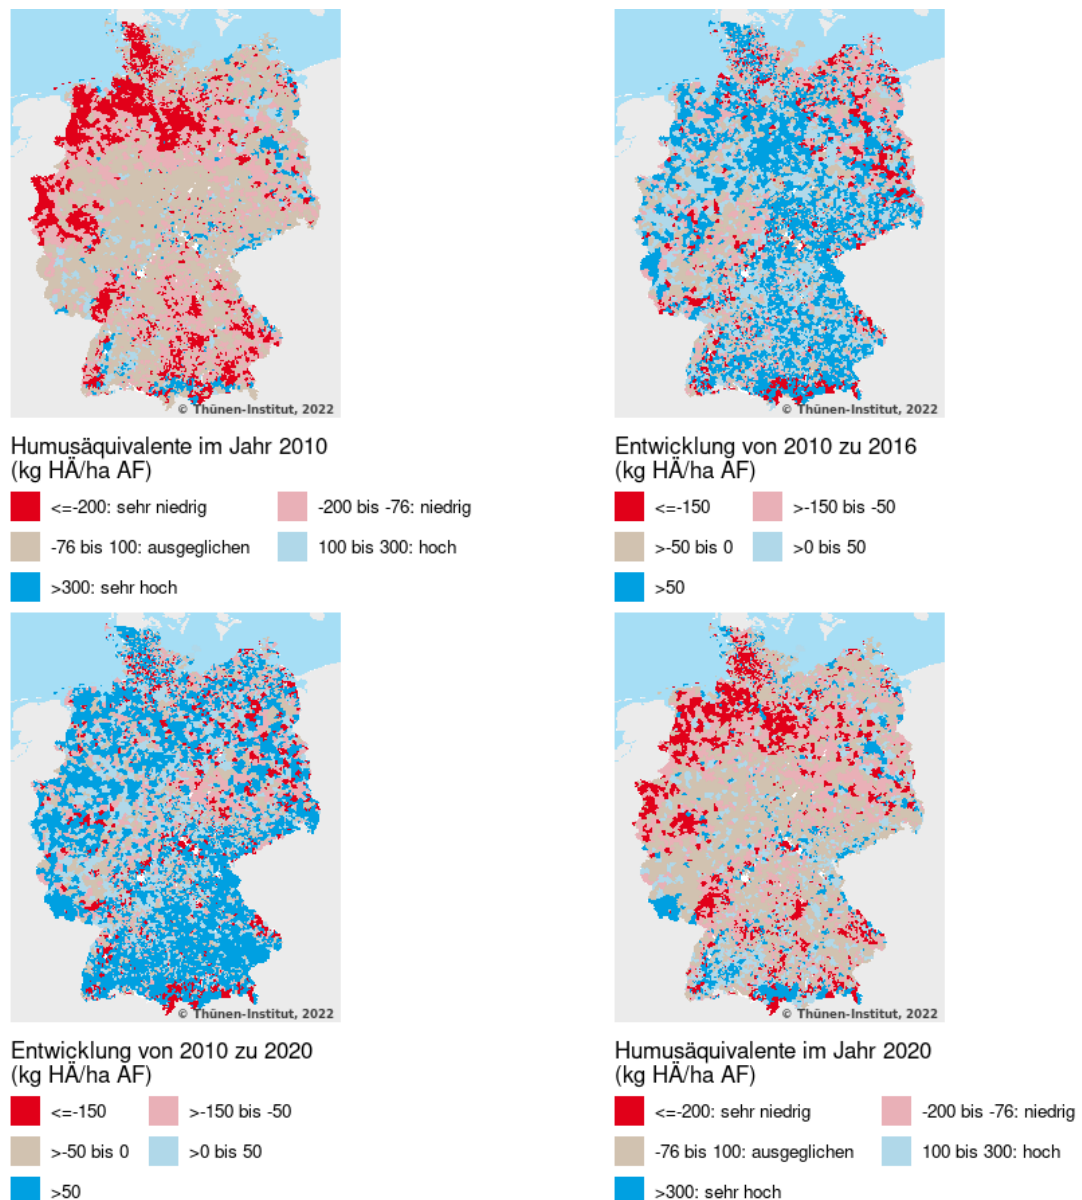 © Thünen-Institut, 2022
Humusäquivalente im Jahr 2010
(kg HÄ/ha AF)
<=-200: sehr niedrig
-200 bis -76: niedrig
-76 bis 100: ausgeglichen
100 bis 300: hoch
>300: sehr hoch
© Thünen-Institut, 2022
Entwicklung von 2010 zu 2016
(kg HÄ/ha AF)
<=-150
>-150 bis -50
>-50 bis 0
>0 bis 50
>50
© Thünen-Institut, 2022
Entwicklung von 2010 zu 2020
(kg HÄ/ha AF)
<=-150
>-150 bis -50
>-50 bis 0
>0 bis 50
>50
© Thünen-Institut, 2022
Humusäquivalente im Jahr 2020
(kg HÄ/ha AF)
<=-200: sehr niedrig
-200 bis -76: niedrig
-76 bis 100: ausgeglichen
100 bis 300: hoch
>300: sehr hoch